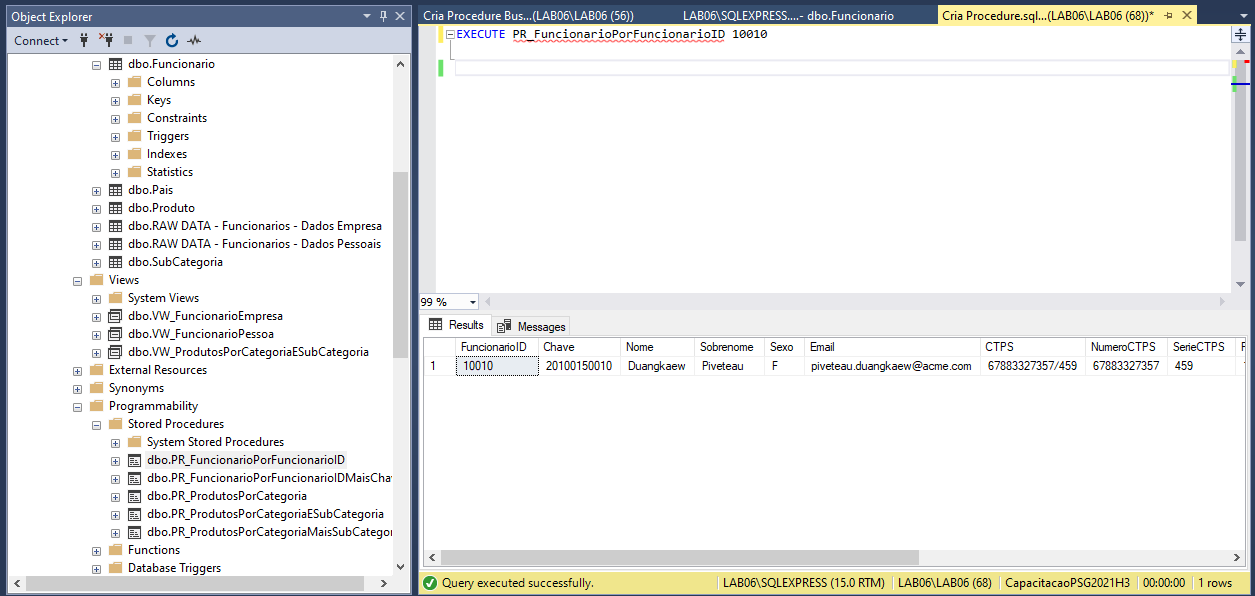 Object Explorer
Connect
dbo.Funcionario
Columns
Keys
Constraints
Triggers
Indexes
Statistics
dbo.Pais
dbo.Produto
dbo.RAW DATA - Funcionarios - Dados Empresa
dbo.RAW DATA - Funcionarios - Dados Pessoais
dbo.SubCategoria
Views
System Views
dbo.VW_FuncionarioEmpresa
dbo.VW_FuncionarioPessoa
dbo.VW_ProdutosPorCategoriaESubCategoria
External Resources
Synonyms
Programmability
Stored Procedures
System Stored Procedures
dbo.PR_FuncionarioPorFuncionarioID
dbo.PR_FuncionarioPorFuncionarioIDMaisCha
dbo.PR_ProdutosPorCategoria
dbo.PR_ProdutosPorCategoriaESubCategoria
dbo.PR_ProdutosPorCategoriaMaisSubCategor
Functions
Database Triggers
Cria Procedure Bus...(LAB06\LAB06 (56)) LAB06\SQLEXPRESS....- dbo.Funcionario Cria Procedure.sql...(LAB06\LAB06 (68))*
EXECUTE PR_FuncionarioPorFuncionarioID 10010
99 %
Results Messages
FuncionarioID Chave Nome Sobrenome Sexo Email CTPS NumeroCTPS SerieCTPS
1 10010 20100150010 Duangkaew Piveteau F piveteau.duangkaew@acme.com 67883327357/459 67883327357 459
Query executed successfully. LAB06\SQLEXPRESS (15.0 RTM) LAB06\LAB06 (68) CapacitacaoPSG2021H3 00:00:00 1 rows